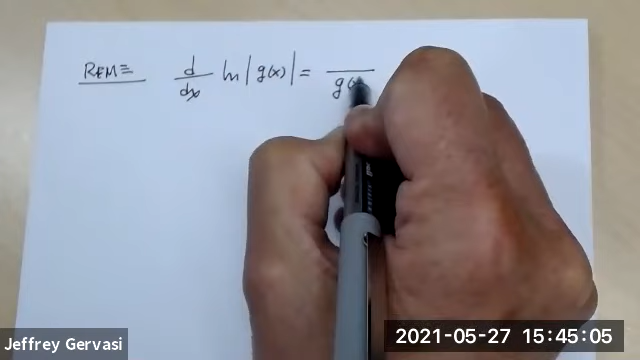 REM≡ d/dx ln|g(x)| = /g(x
Jeffrey Gervasi
2021-05-27 15:45:05